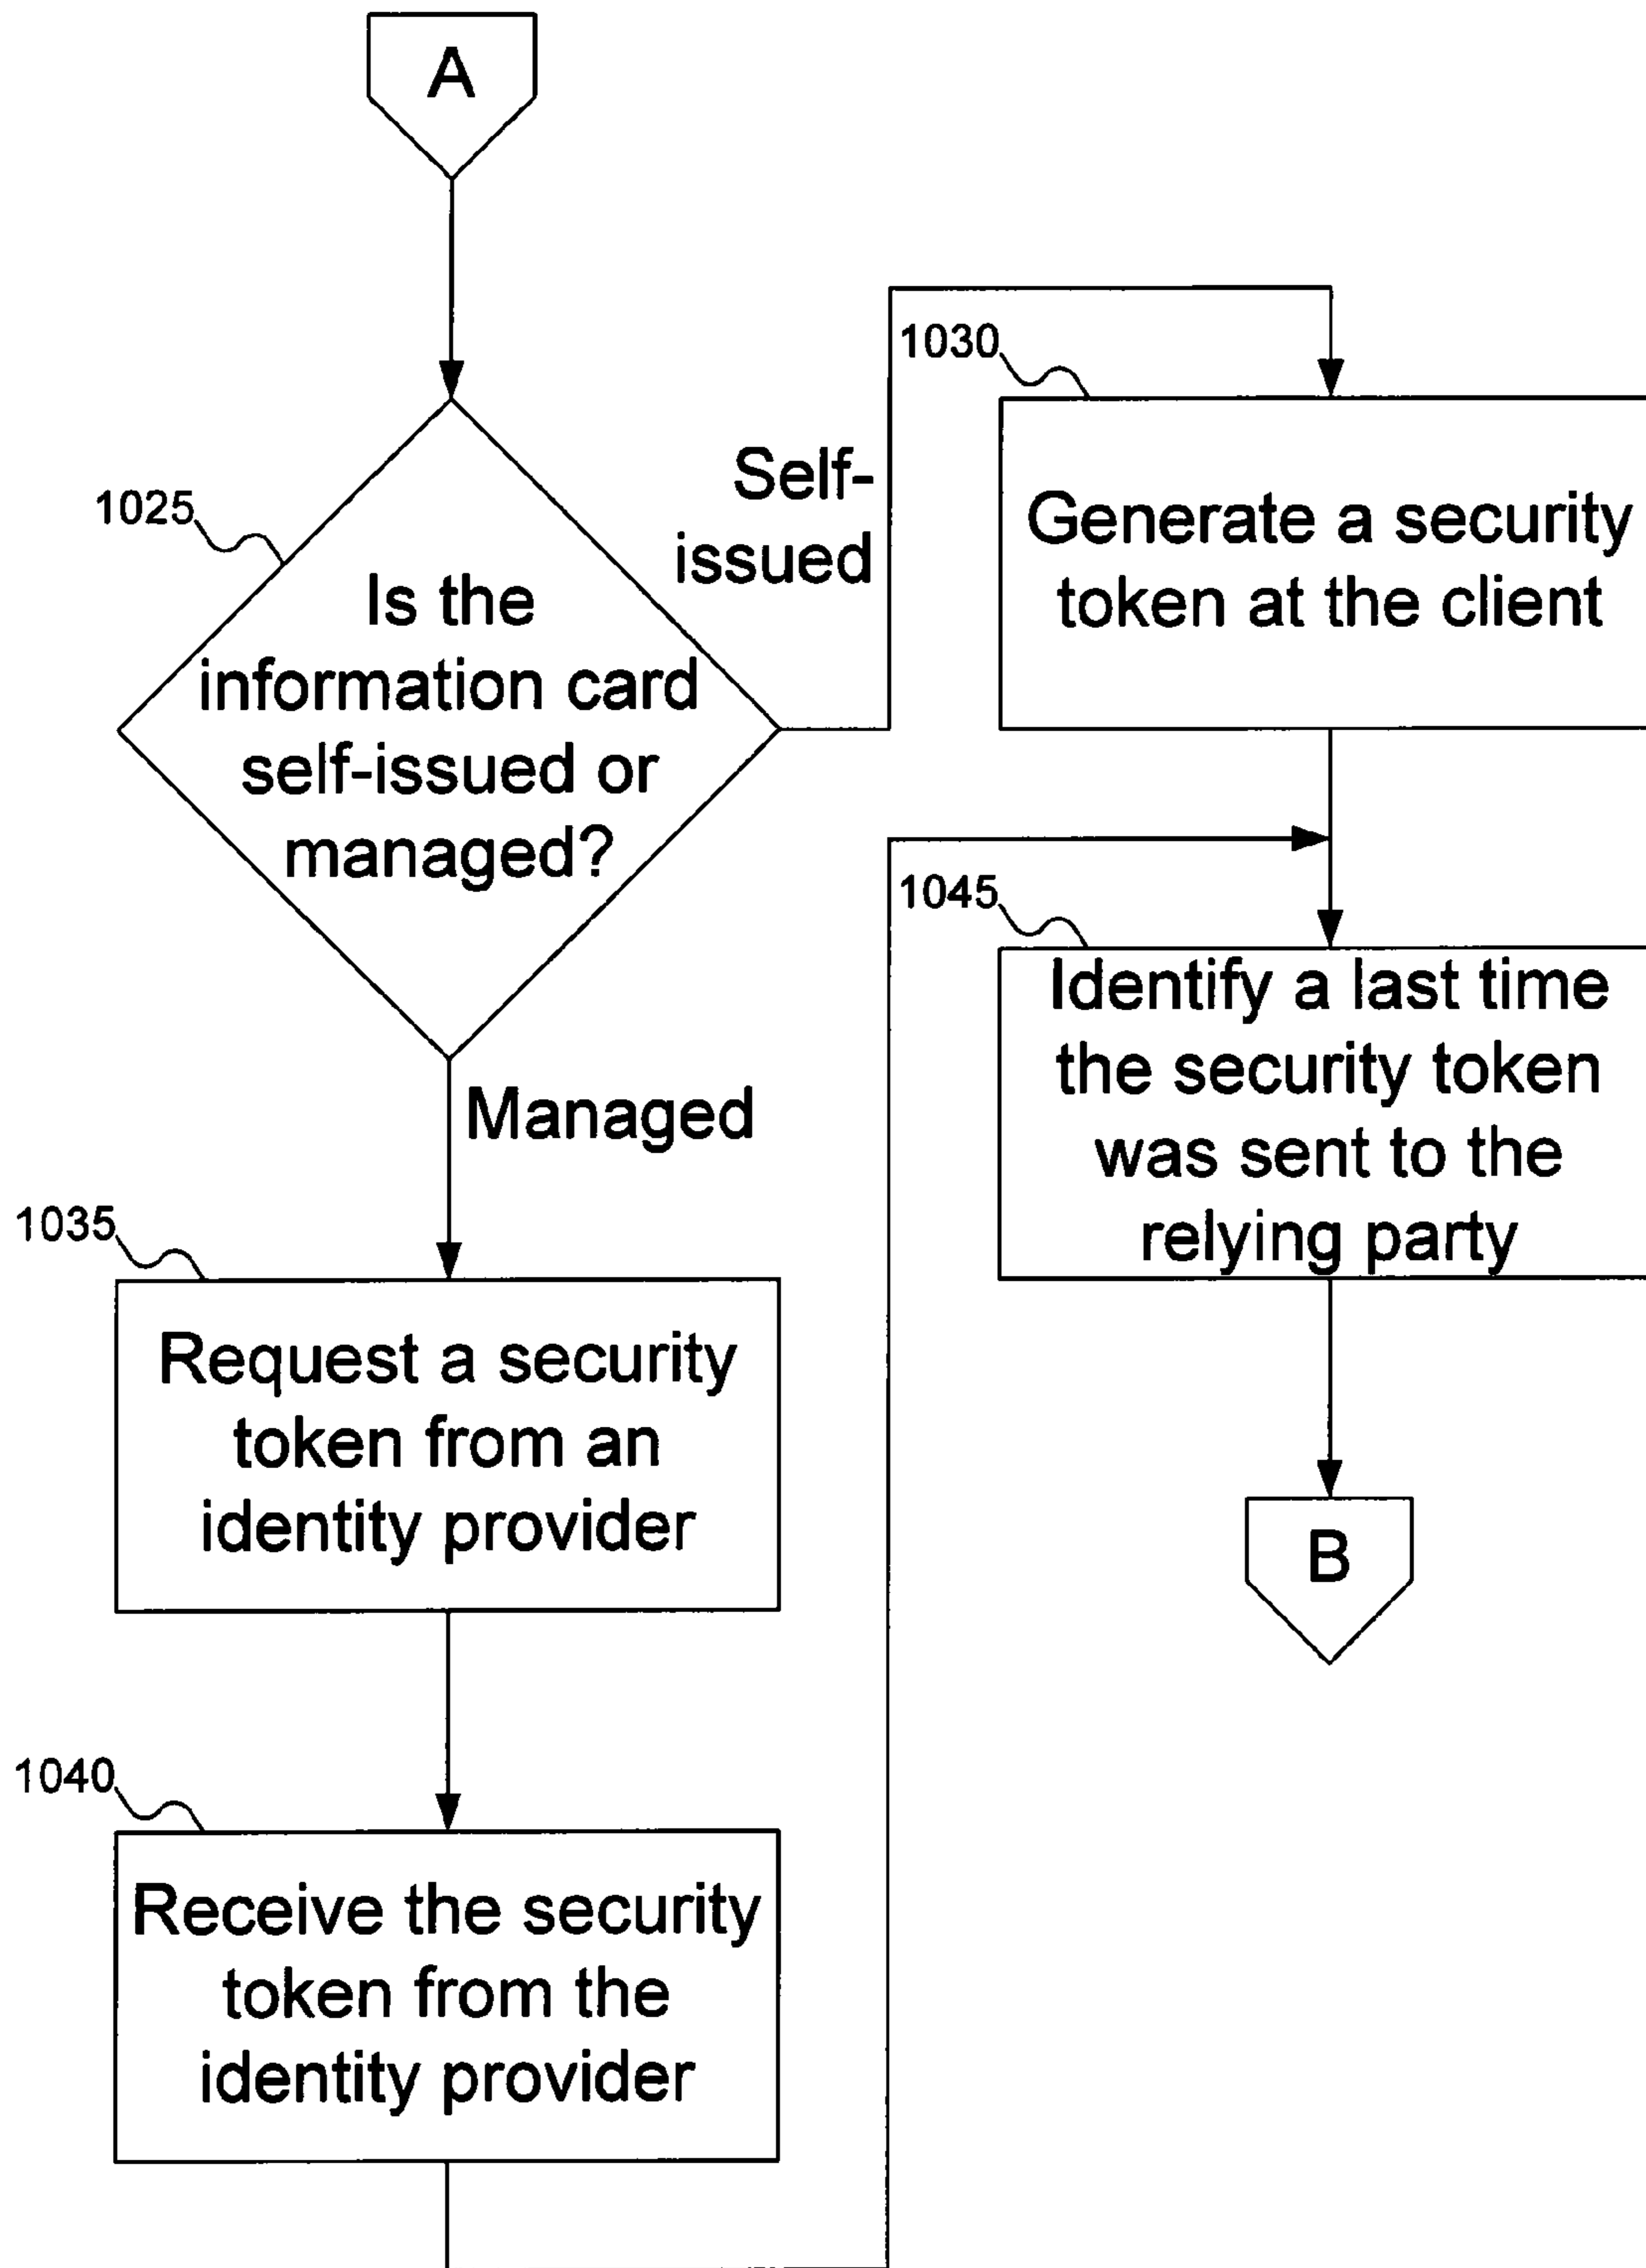 A
1025
Is the
information card
self-issued or
managed?
Self-
issued
1030
Generate a security
token at the client
Managed
1035
Request a security
token from an
identity provider
1040
Receive the security
token from the
identity provider
1045
Identify a last time
the security token
was sent to the
relying party
B